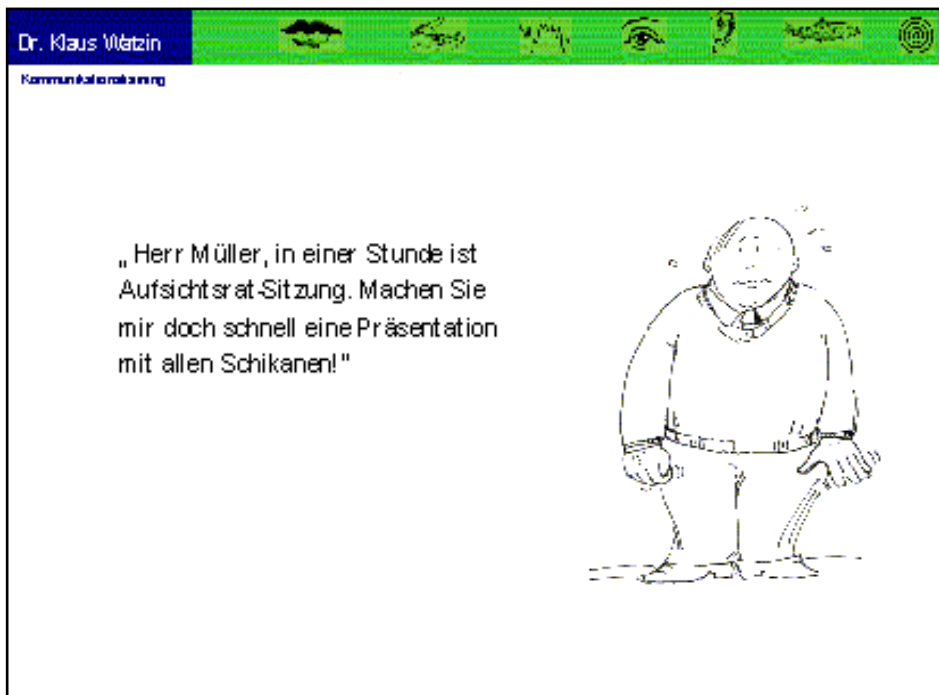 Dr. Klaus Watzin
Kommunikationstraining
„Herr Müller, in einer Stunde ist
Aufsichtsrat-Sitzung. Machen Sie
mir doch schnell eine Präsentation
mit allen Schikanen!"